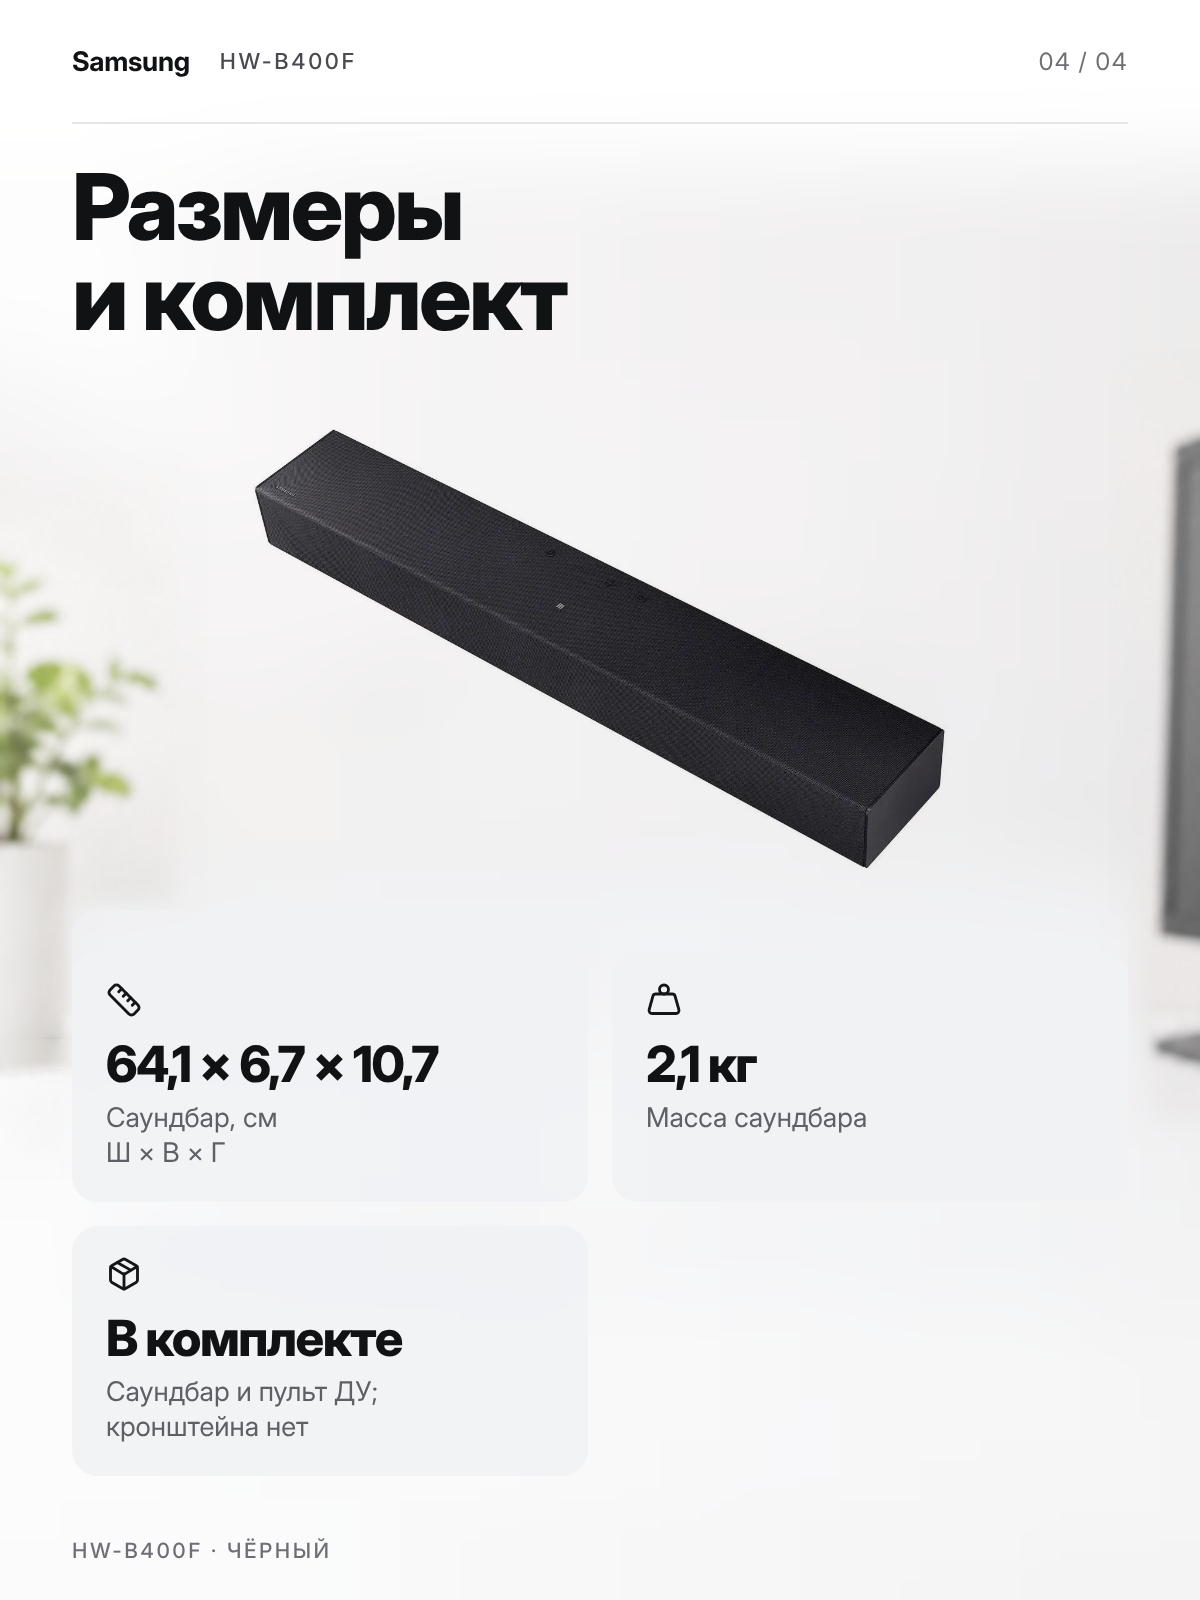 Samsung HW-B400F 04 / 04
Размеры
и комплект
64,1 × 6,7 × 10,7
Саундбар, см
Ш × В × Г
2,1 кг
Масса саундбара
В комплекте
Саундбар и пульт ДУ;
кронштейна нет
HW-B400F · ЧЁРНЫЙ